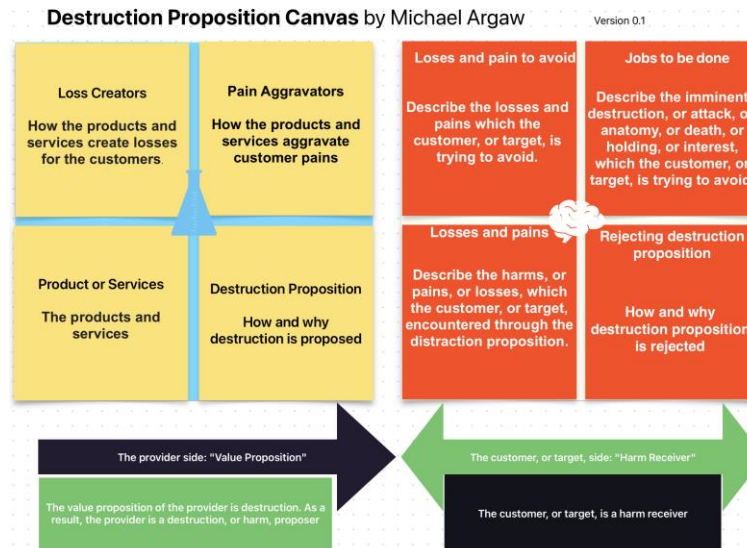 Destruction Proposition Canvas by Michael Argaw
Version 0.1
Loss Creators
How the products and
services create losses
for the customers.
Pain Aggravators
How the products and
services aggravate
customer pains
Product or Services
The products and
services
Destruction Proposition
How and why
destruction is proposed
Loses and pain to avoid
Describe the losses and
pains which the
customer, or target, is
trying to avoid.
Jobs to be done
Describe the imminent
destruction, or attack, o
anatomy, or death, or
holding, or interest,
which the customer, or
target, is trying to avoid
Losses and pains
Describe the harms, or
pains, or losses, which
the customer, or target,
encountered through the
distraction proposition.
Rejecting destruction
proposition
How and why
destruction proposition
is rejected
The provider side: "Value Proposition"
The value proposition of the provider is destruction. As a
result, the provider is a destruction, or harm, proposer
The customer, or target, side: "Harm Receiver"
The customer, or target, is a harm receiver